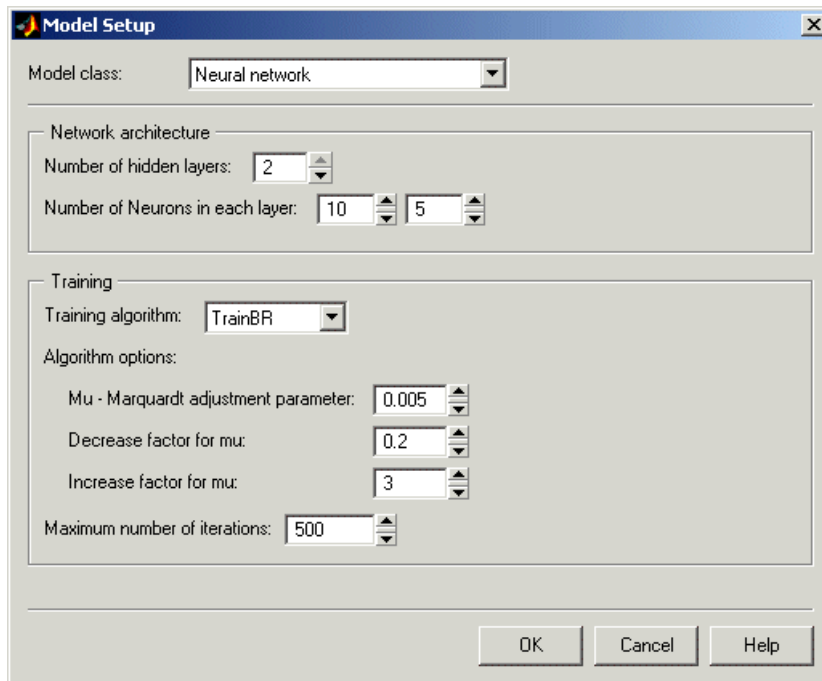 Model Setup
Model class: Neural network
Network architecture
Number of hidden layers: 2
Number of Neurons in each layer: 10 5
Training
Training algorithm: TrainBR
Algorithm options:
Mu - Marquardt adjustment parameter: 0.005
Decrease factor for mu: 0.2
Increase factor for mu: 3
Maximum number of iterations: 500
OK Cancel Help